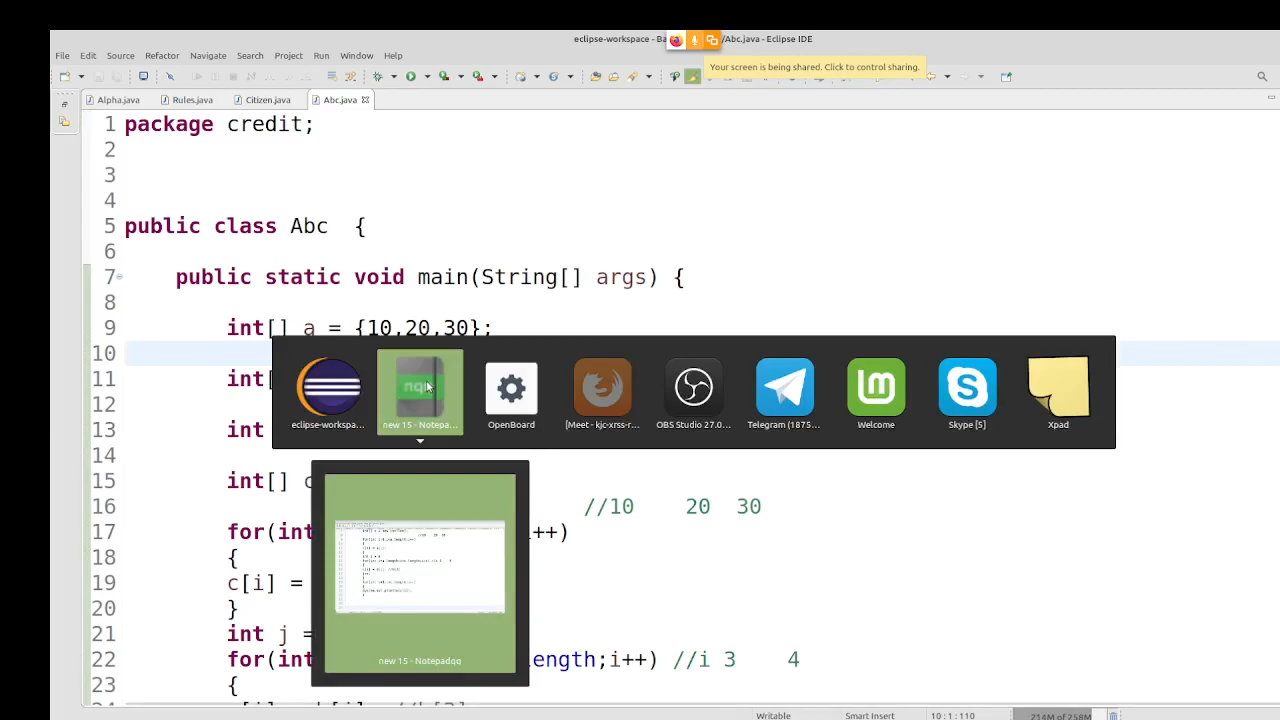 eclipse-workspace - Ba
/Abc.java - Eclipse IDE
File Edit Source Refactor Navigate Search Project Run Window Help
Your screen is being shared. Click to control sharing.
Alpha.java Rules.java Citizen.java Abc.java
1 package credit;
2
3
4
5 public class Abc {
6
7 public static void main(String[] args) {
8
9 int[] a = {10,20,30};
10
11 int[
12
13 int
14
15 int[] c
16 //10 20 30
17 for(int i++)
18 {
19 c[i] =
20 }
21 int j =
22 for(int length;i++) //i 3 4
23 {
eclipse-workspa...
new 15 - Notepa...
OpenBoard
[Meet - kjc-xrss-r...
OBS Studio 27.0...
Telegram (1875...
Welcome
Skype [5]
Xpad
new 15 - Notepadqq
Writable Smart Insert 10 : 1 : 110 214M of 258M